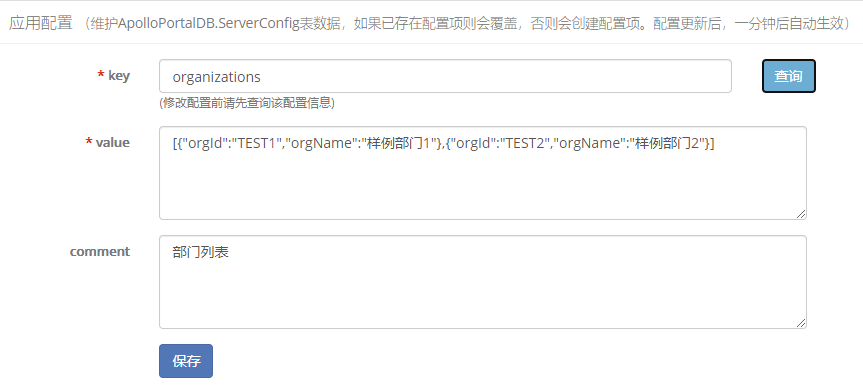 应用配置 （维护ApolloPortalDB.ServerConfig表数据，如果已存在配置项则会覆盖，否则会创建配置项。配置更新后，一分钟后自动生效）
* key organizations 查询
(修改配置前请先查询该配置信息)
* value [{"orgId":"TEST1","orgName":"样例部门1"},{"orgId":"TEST2","orgName":"样例部门2"}]
comment 部门列表
保存